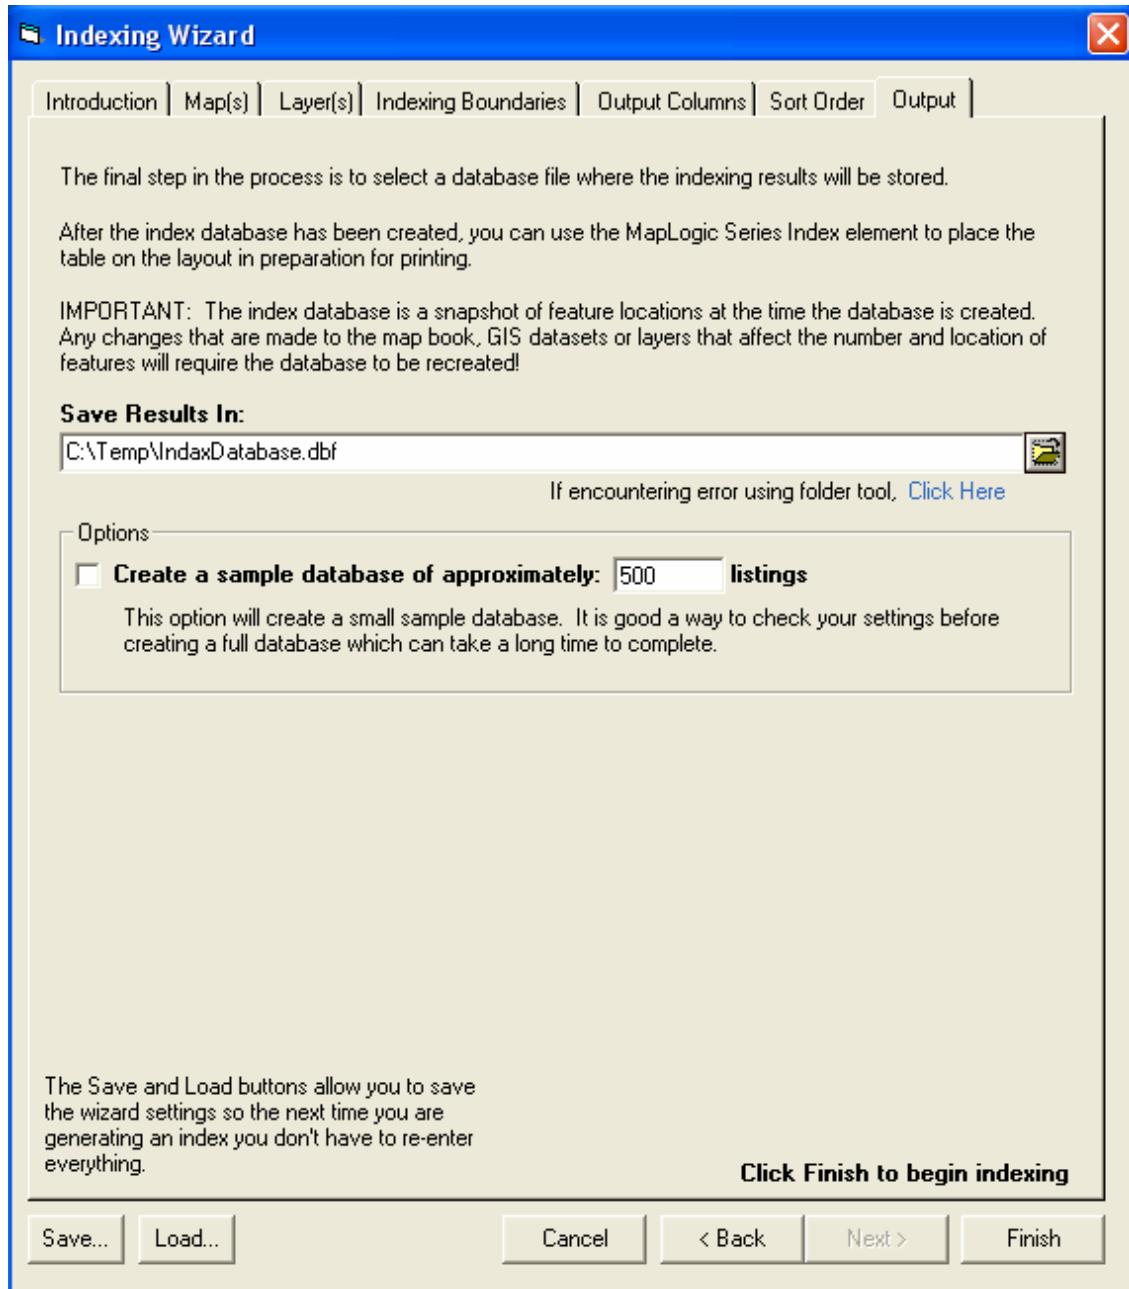 Indexing Wizard
Introduction Map(s) Layer(s) Indexing Boundaries Output Columns Sort Order Output
The final step in the process is to select a database file where the indexing results will be stored.
After the index database has been created, you can use the MapLogic Series Index element to place the
table on the layout in preparation for printing.
IMPORTANT:  The index database is a snapshot of feature locations at the time the database is created.
Any changes that are made to the map book, GIS datasets or layers that affect the number and location of
features will require the database to be recreated!
Save Results In:
C:\Temp\IndaxDatabase.dbf
If encountering error using folder tool,  Click Here
Options
Create a sample database of approximately: 500 listings
This option will create a small sample database.  It is good a way to check your settings before
creating a full database which can take a long time to complete.
The Save and Load buttons allow you to save
the wizard settings so the next time you are
generating an index you don't have to re-enter
everything.
Click Finish to begin indexing
Save... Load... Cancel < Back Next > Finish